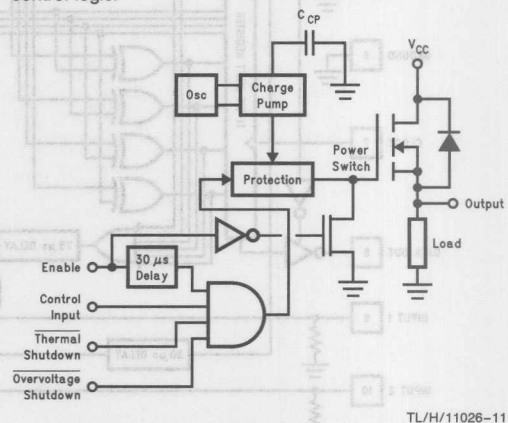 control logic.
C CP
V CC
Osc
Charge
Pump
Power
Switch
Protection
Output
Load
Enable
30 μs
Delay
Control
Input
Thermal
Shutdown
Overvoltage
Shutdown
TL/H/11026–11